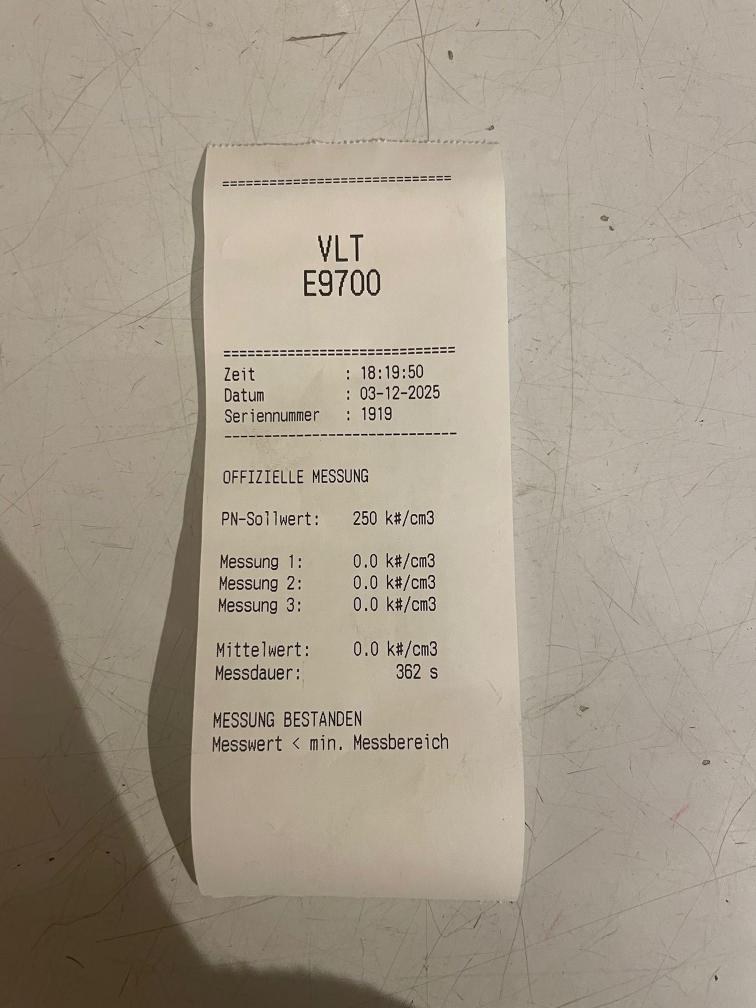 ============================
VLT
E9700
============================
Zeit : 18:19:50
Datum : 03-12-2025
Seriennummer : 1919
----------------------------
OFFIZIELLE MESSUNG
PN-Sollwert: 250 k#/cm3
Messung 1: 0.0 k#/cm3
Messung 2: 0.0 k#/cm3
Messung 3: 0.0 k#/cm3
Mittelwert: 0.0 k#/cm3
Messdauer: 362 s
MESSUNG BESTANDEN
Messwert < min. Messbereich